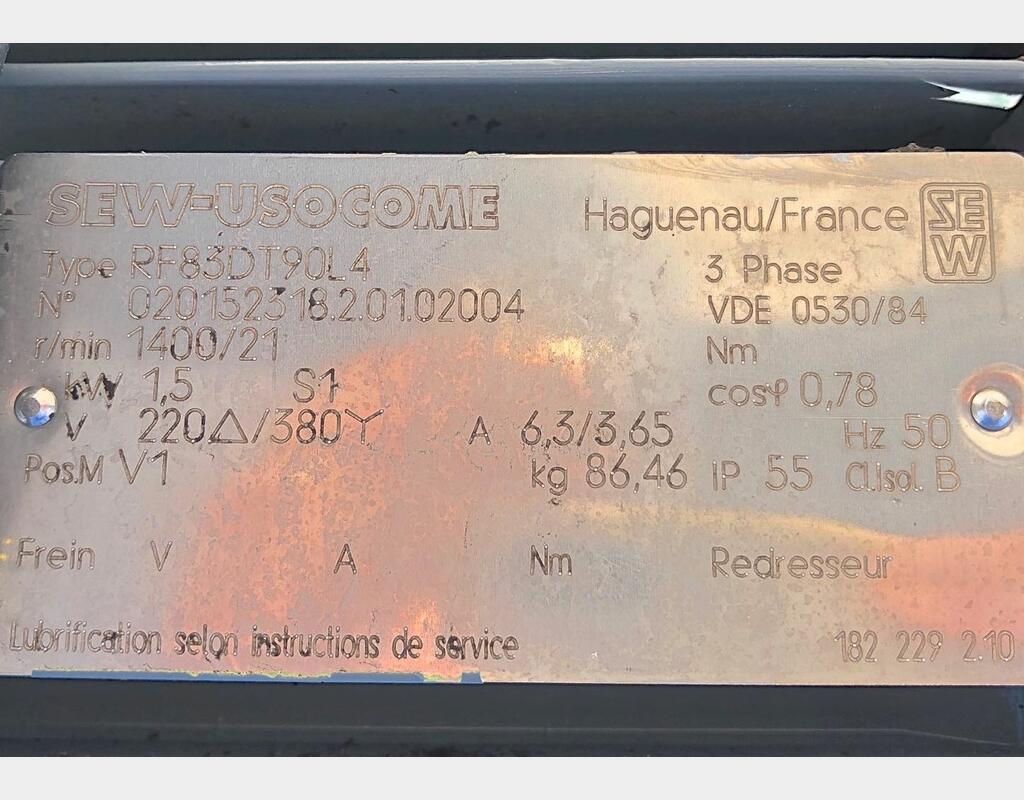 SEW-USOCOME Haguenau/France SEW
Type RF83DT90L4 3 Phase
N° 020152318.2.01.02004 VDE 0530/84
r/min 1400/21 Nm
kW 1,5 S1 cosφ 0,78
V 220△/380Y A 6,3/3,65 Hz 50
Pos.M V1 kg 86,46 IP 55 Cl.Isol. B
Frein V A Nm Redresseur
Lubrification selon instructions de service 182 229 2.10